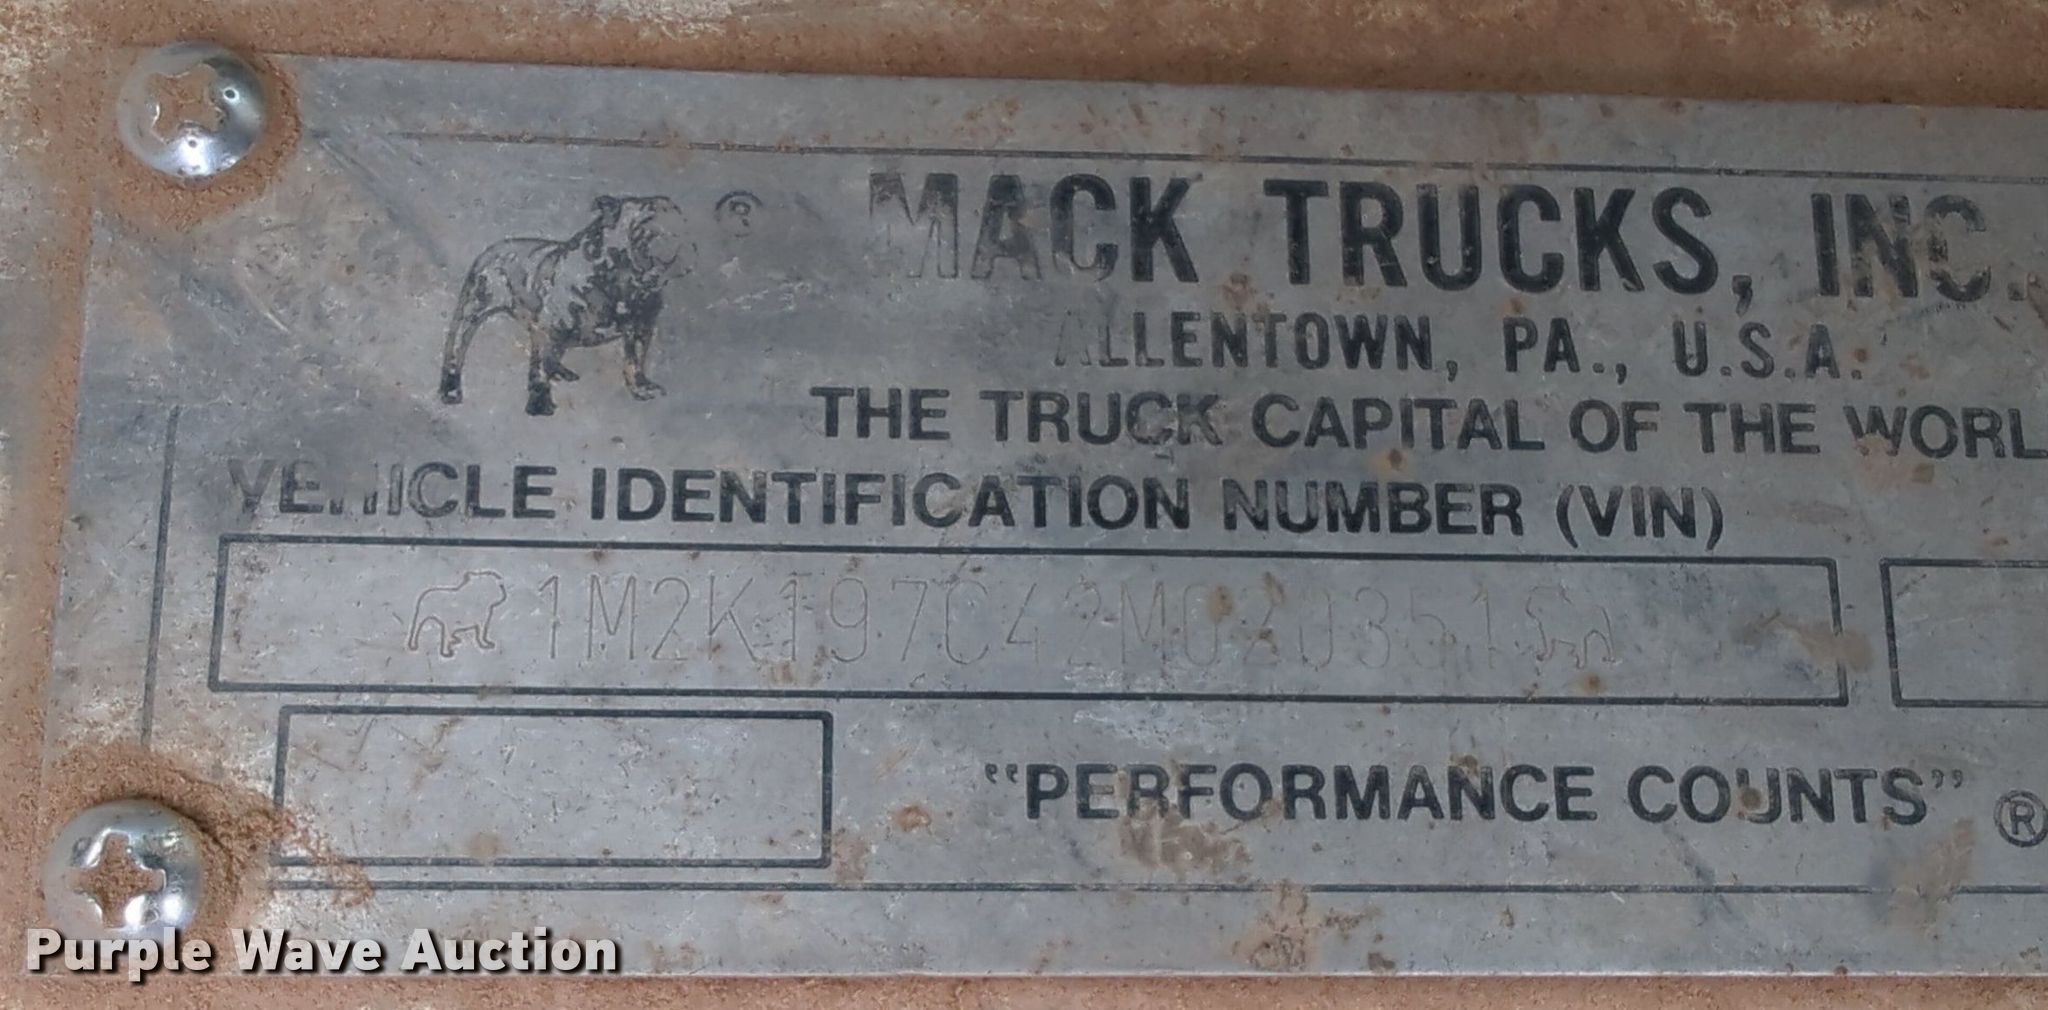 MACK TRUCKS, INC.
ALLENTOWN, PA., U.S.A.
THE TRUCK CAPITAL OF THE WORL
VEHICLE IDENTIFICATION NUMBER (VIN)
1M2K197C42M020351
"PERFORMANCE COUNTS" ®
Purple Wave Auction